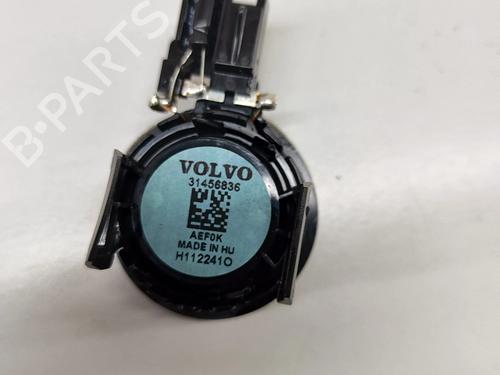 B-PARTS
VOLVO
31456836
AEF0K
MADE IN HU
H112241O